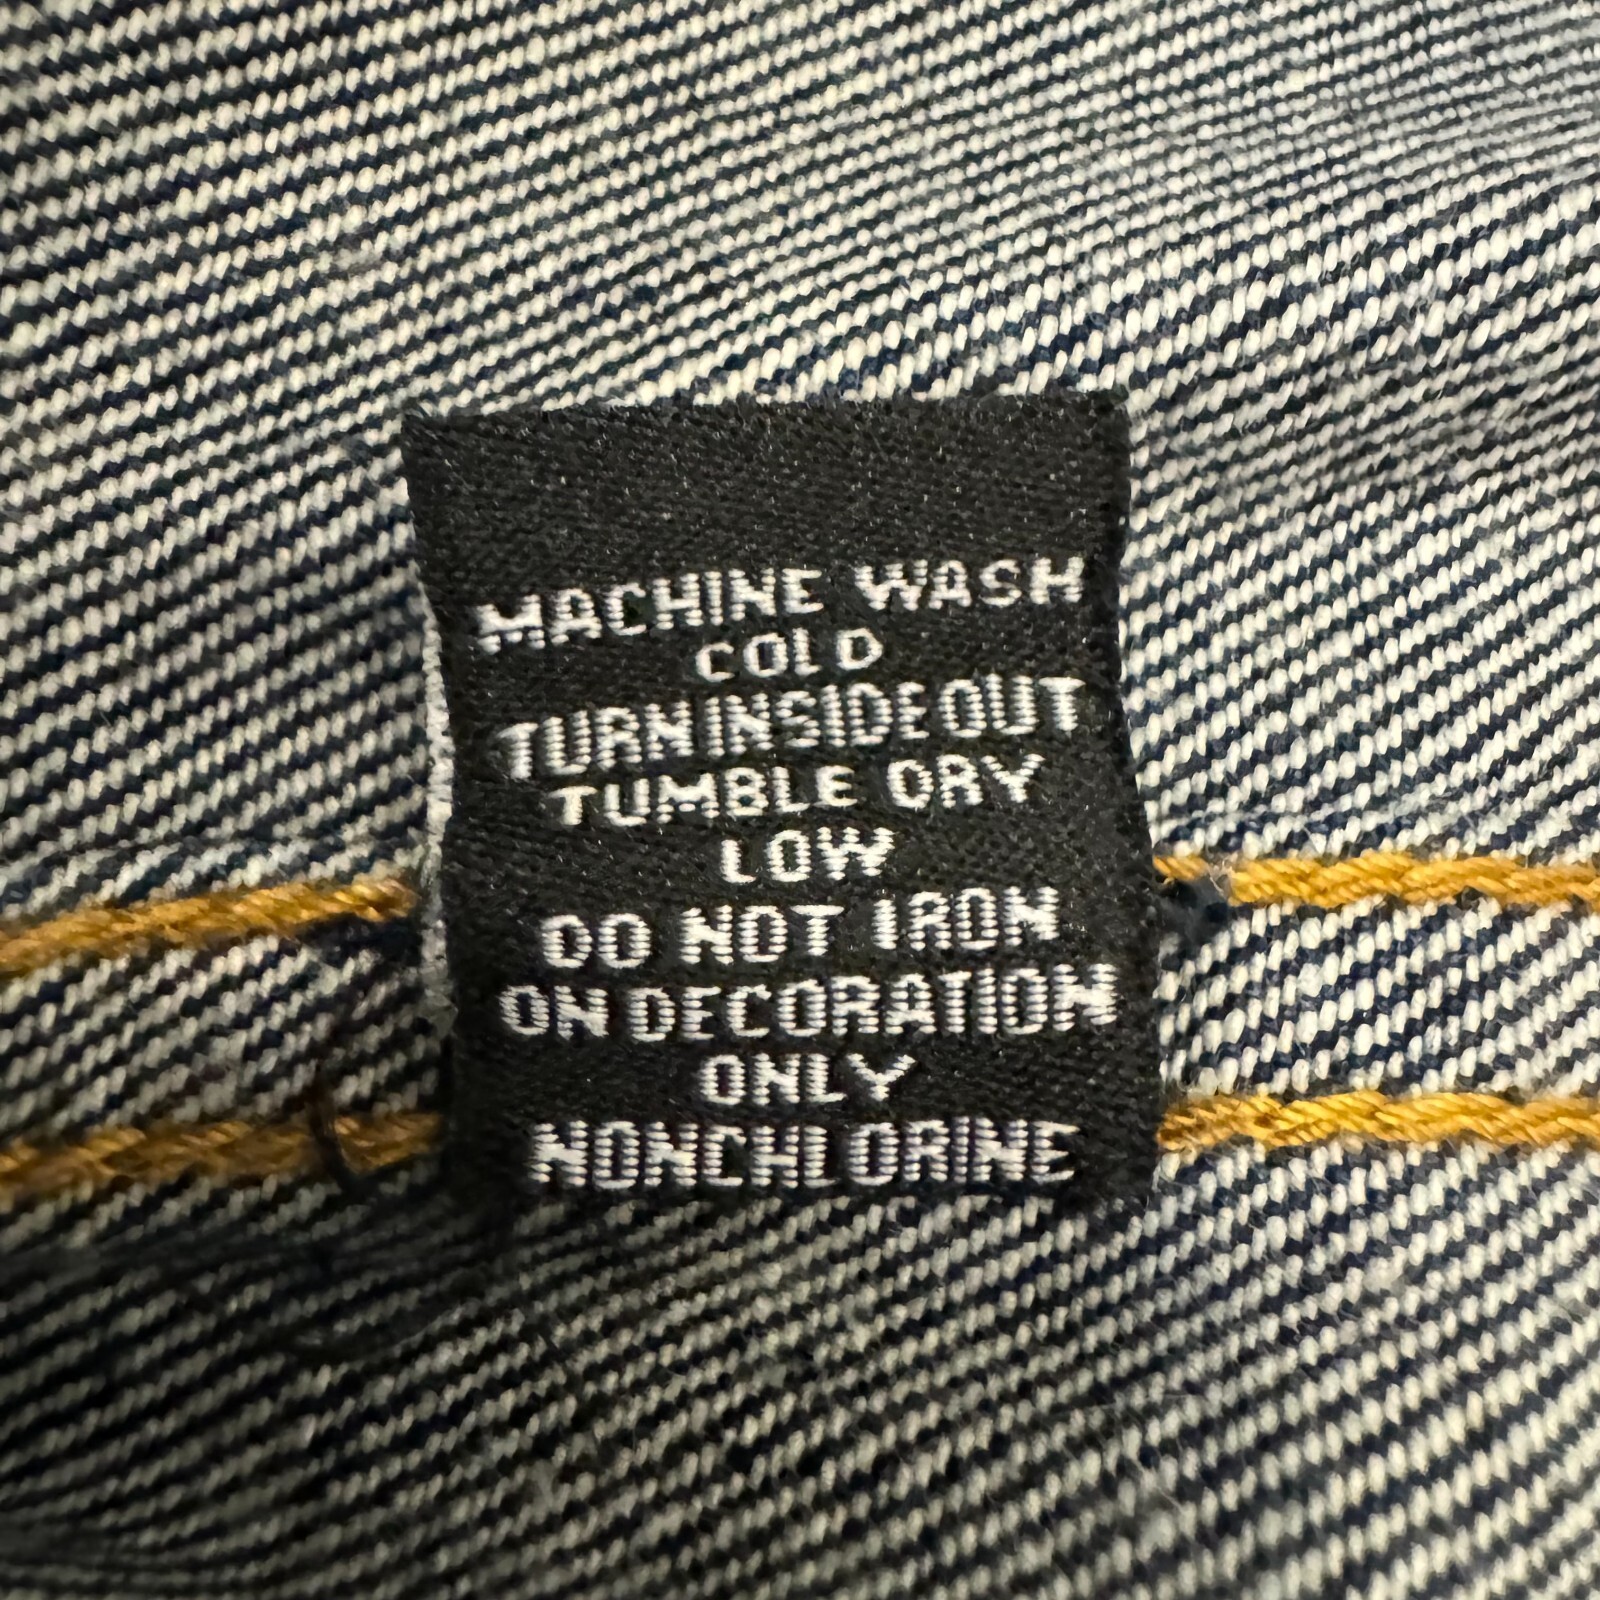 MACHINE WASH
COLD
TURN INSIDE OUT
TUMBLE DRY
LOW
DO NOT IRON
ON DECORATION
ONLY
NONCHLORINE